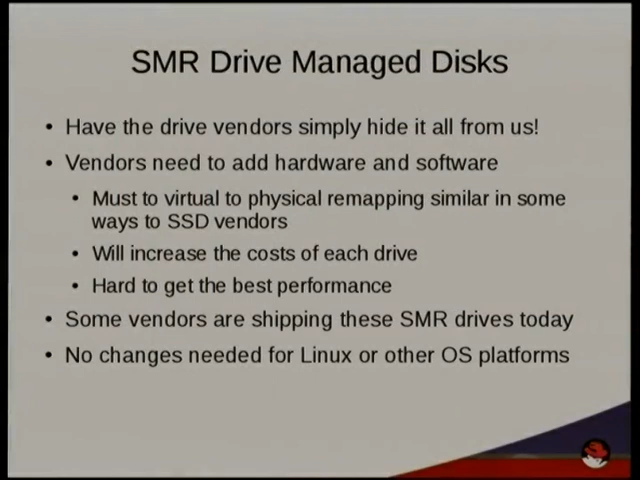 SMR Drive Managed Disks
• Have the drive vendors simply hide it all from us!
• Vendors need to add hardware and software
• Must to virtual to physical remapping similar in some
ways to SSD vendors
• Will increase the costs of each drive
• Hard to get the best performance
• Some vendors are shipping these SMR drives today
• No changes needed for Linux or other OS platforms